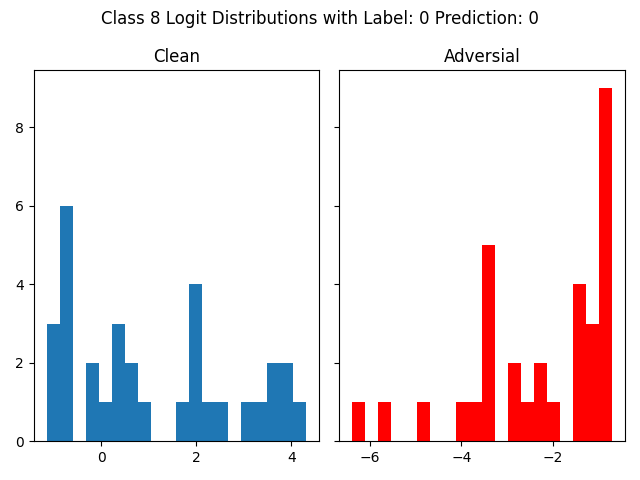 Class 8 Logit Distributions with Label: 0 Prediction: 0
Clean
Adversial
8
6
4
2
0
0 2 4
−6 −4 −2